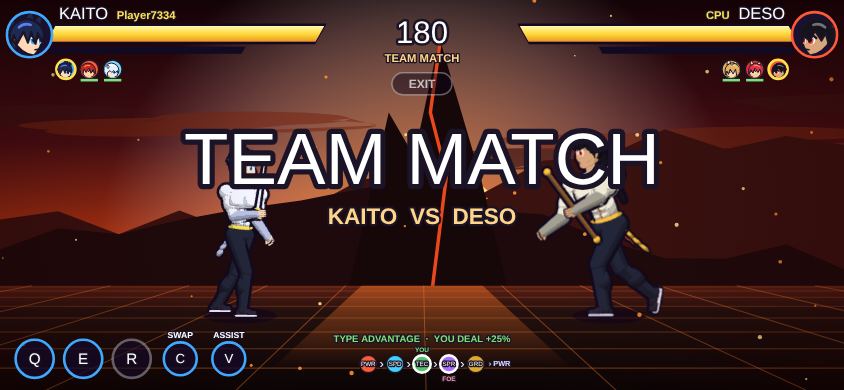 KAITO Player7334
180
CPU DESO
TEAM MATCH
EXIT
TEAM MATCH
KAITO VS DESO
SWAP
ASSIST
Q
E
R
C
V
TYPE ADVANTAGE · YOU DEAL +25%
YOU
PWR › SPD › TEC › SPR › GRD › PWR
FOE